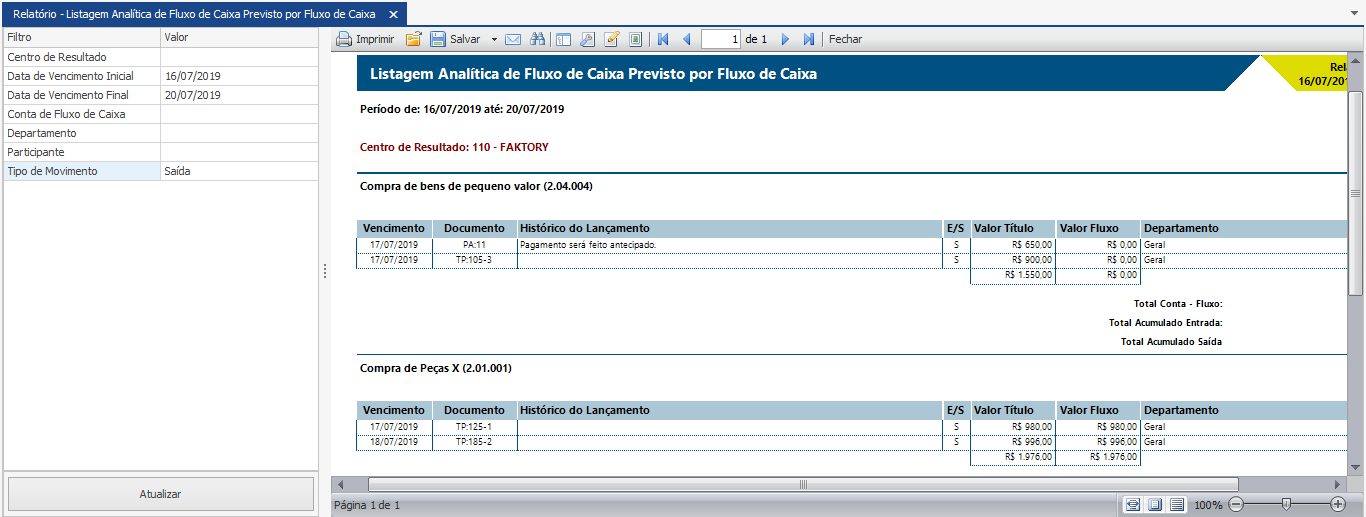 Relatório - Listagem Analítica de Fluxo de Caixa Previsto por Fluxo de Caixa
Filtro Valor
Centro de Resultado
Data de Vencimento Inicial 16/07/2019
Data de Vencimento Final 20/07/2019
Conta de Fluxo de Caixa
Departamento
Participante
Tipo de Movimento Saída
Atualizar
Imprimir Salvar 1 de 1 Fechar
Listagem Analítica de Fluxo de Caixa Previsto por Fluxo de Caixa
Rel
16/07/201
Período de: 16/07/2019 até: 20/07/2019
Centro de Resultado: 110 - FAKTORY
Compra de bens de pequeno valor (2.04.004)
Vencimento Documento Histórico do Lançamento E/S Valor Título Valor Fluxo Departamento
17/07/2019 PA:11 Pagamento será feito antecipado. S R$ 650,00 R$ 0,00 Geral
17/07/2019 TP:105-3 S R$ 900,00 R$ 0,00 Geral
R$ 1.550,00 R$ 0,00
Total Conta - Fluxo:
Total Acumulado Entrada:
Total Acumulado Saída
Compra de Peças X (2.01.001)
Vencimento Documento Histórico do Lançamento E/S Valor Título Valor Fluxo Departamento
17/07/2019 TP:125-1 S R$ 980,00 R$ 980,00 Geral
18/07/2019 TP:185-2 S R$ 996,00 R$ 996,00 Geral
R$ 1.976,00 R$ 1.976,00
Página 1 de 1 100%